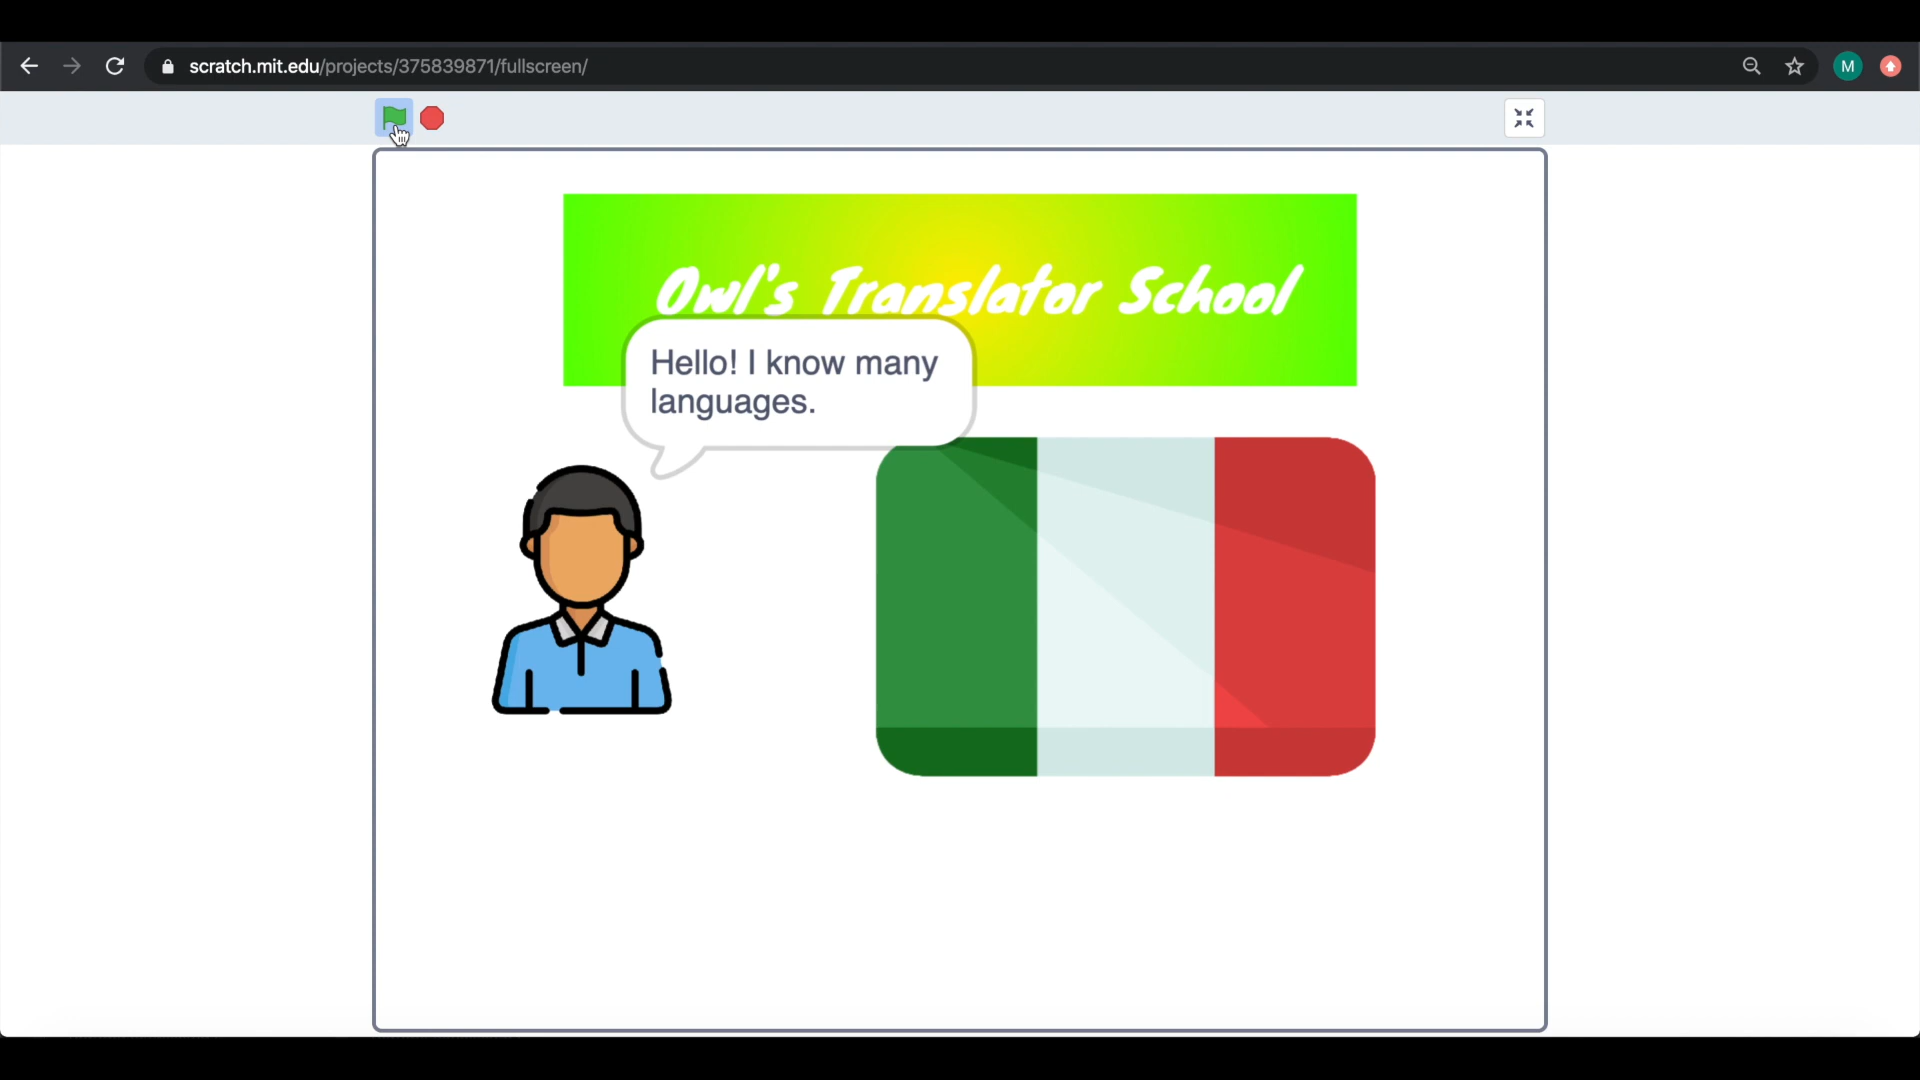 scratch.mit.edu/projects/375839871/fullscreen/
M
Owl's Translator School
Hello! I know many
languages.